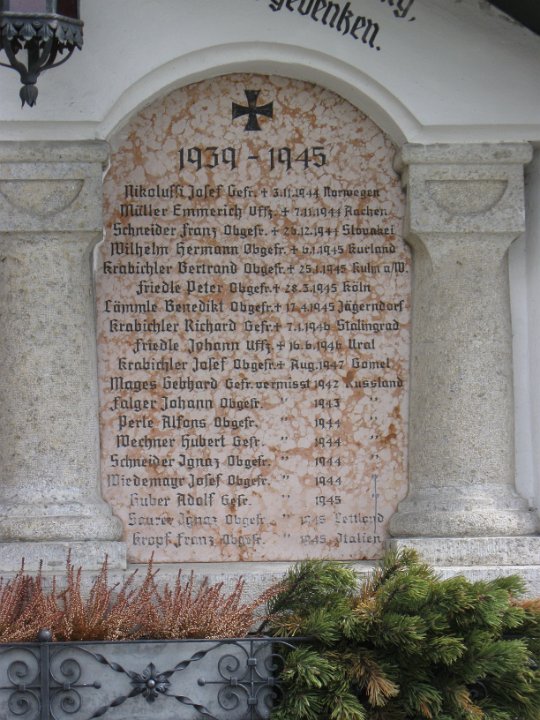 gedenken.
1939 - 1945
Nikolussi Josef Gefr. + 3.11.1944 Norwegen
Müller Emmerich Uffz. + 7.11.1944 Aachen
Schneider Franz Obgefr. + 26.12.1944 Slovakei
Wilhelm Hermann Obgefr. + 6.1.1945 Kurland
Krabichler Bertrand Obgefr. + 25.1.1945 Kulm a/W.
Friedle Peter Obgefr. + 28.3.1945 Köln
Lämmle Benedikt Obgefr. + 17.4.1945 Jägerndorf
Krabichler Richard Gefr. + 7.1.1946 Stalingrad
Friedle Johann Uffz. + 16.6.1946 Ural
Krabichler Josef Obgefr. + Aug. 1947 Gomel
Mages Gebhard Gefr. vermisst 1942 Russland
Falger Johann Obgefr. " 1943 "
Perle Alfons Obgefr. " 1944 "
Wechner Hubert Gefr. " 1944 "
Schneider Ignaz Obgefr. " 1944 "
Wiedemayr Josef Obgefr. " 1944
Huber Adolf Gefr. " 1945
Ignaz Obgefr. " 1945 Lettland
Kropf Franz Obgefr. " 1945 Italien